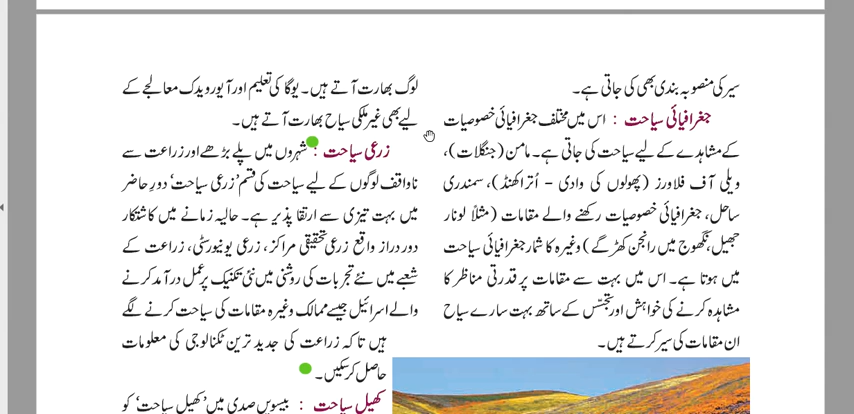 سیر کی منصوبہ بندی بھی کی جاتی ہے۔
جغرافیائی سیاحت : اس میں مختلف جغرافیائی خصوصیات
کے مشاہدے کے لیے سیاحت کی جاتی ہے۔ مامن (جنگلات)،
ویلی آف فلاورز (پھولوں کی وادی - اُتراکھنڈ)، سمندری
ساحل، جغرافیائی خصوصیات رکھنے والے مقامات (مثلاً لونار
جھیل، نگھوج میں رانجن کھڑگے) وغیرہ کا شمار جغرافیائی سیاحت
میں ہوتا ہے۔ اس میں بہت سے مقامات پر قدرتی مناظر کا
مشاہدہ کرنے کی خواہش اور تجسّس کے ساتھ بہت سارے سیاح
ان مقامات کی سیر کرتے ہیں۔
لوگ بھارت آتے ہیں۔ یوگا کی تعلیم اور آیورویدک معالجے کے
لیے بھی غیر ملکی سیاح بھارت آتے ہیں۔
زرعی سیاحت : شہروں میں پلے بڑھے اور زراعت سے
ناواقف لوگوں کے لیے سیاحت کی قسم 'زرعی سیاحت' دورِ حاضر
میں بہت تیزی سے ارتقا پذیر ہے۔ حالیہ زمانے میں کاشتکار
دور دراز واقع زرعی تحقیقی مراکز، زرعی یونیورسٹی، زراعت کے
شعبے میں نئے تجربات کی روشنی میں نئی تکنیک پر عمل درآمد کرنے
والے اسرائیل جیسے ممالک وغیرہ مقامات کی سیاحت کرنے لگے
ہیں تاکہ زراعت کی جدید ترین ٹکنالوجی کی معلومات
حاصل کر سکیں۔
کھیل سیاحت : بیسویں صدی میں 'کھیل سیاحت' کو